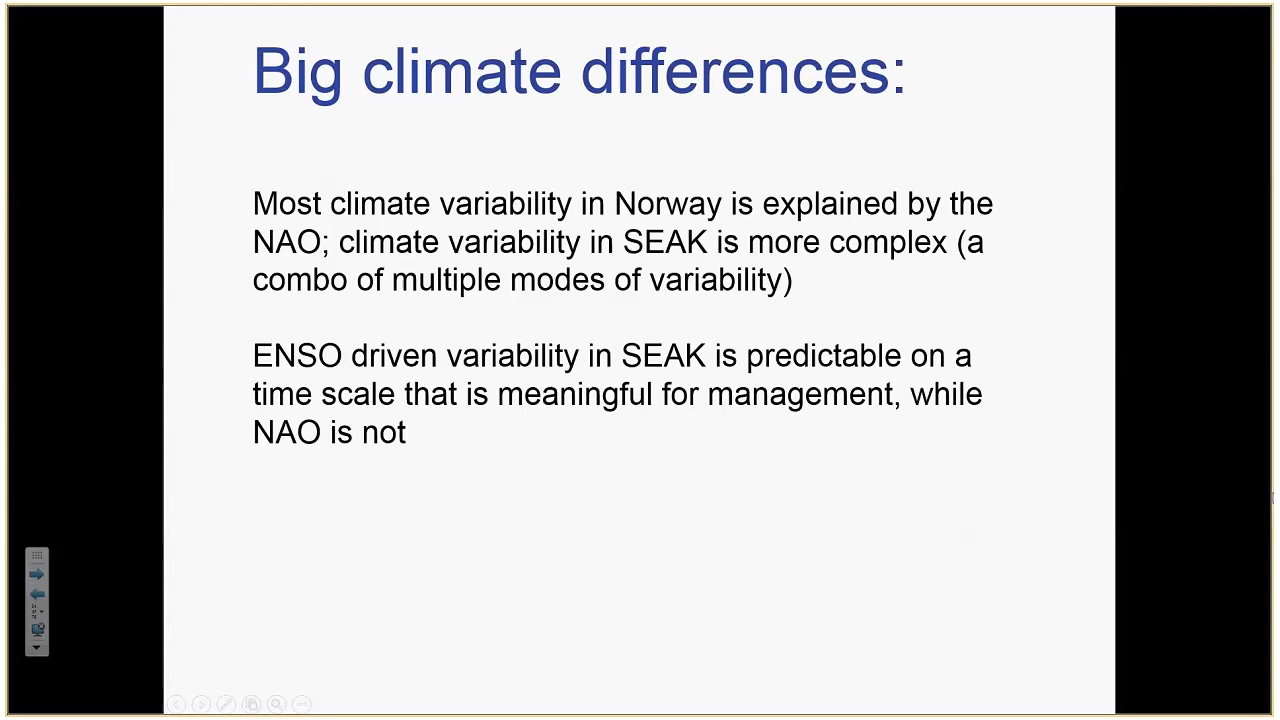 Big climate differences:
Most climate variability in Norway is explained by the
NAO; climate variability in SEAK is more complex (a
combo of multiple modes of variability)
ENSO driven variability in SEAK is predictable on a
time scale that is meaningful for management, while
NAO is not